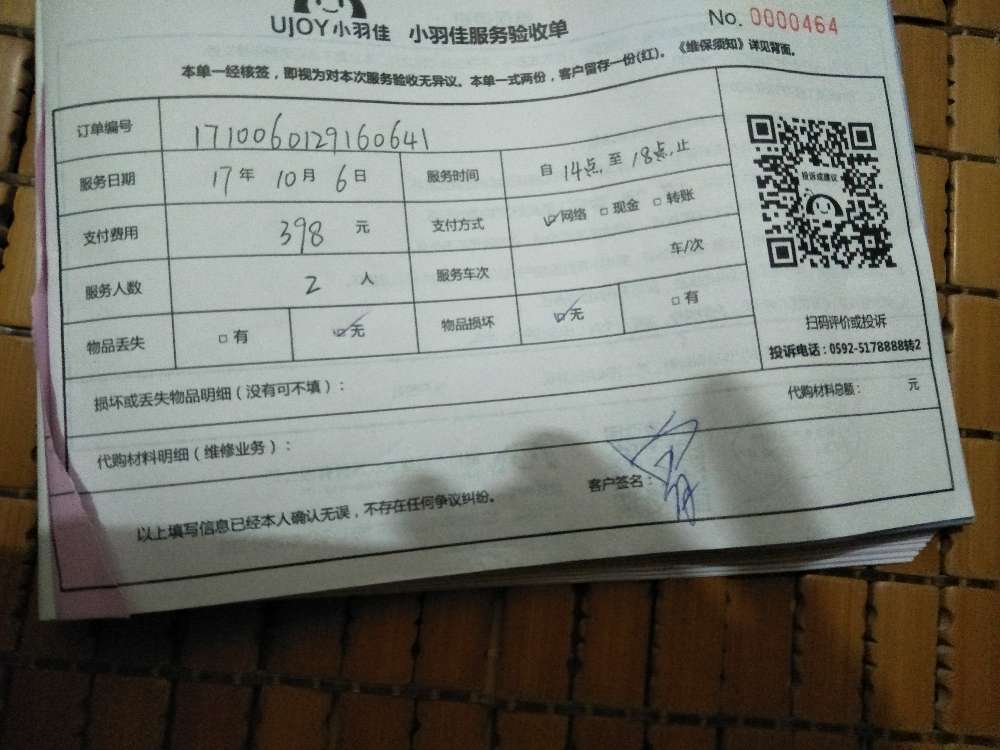 UJOY小羽佳 小羽佳服务验收单
No. 0000464
本单一经核签，即视为对本次服务验收无异议。本单一式两份，客户留存一份(红)。《维保须知》详见背面。
订单编号 1710060129160641
服务日期 17年 10月 6日 服务时间 自 14点 至 18点 止
支付费用 398 元 支付方式 ☑网络 □现金 □转账
服务人数 2 人 服务车次 车/次
物品丢失 □有 ☑无 物品损坏 ☑无 □有
投诉或建议
扫码评价或投诉
投诉电话：0592-5178888转2
损坏或丢失物品明细（没有可不填）：
代购材料明细（维修业务）： 代购材料总额： 元
以上填写信息已经本人确认无误，不存在任何争议纠纷。 客户签名：